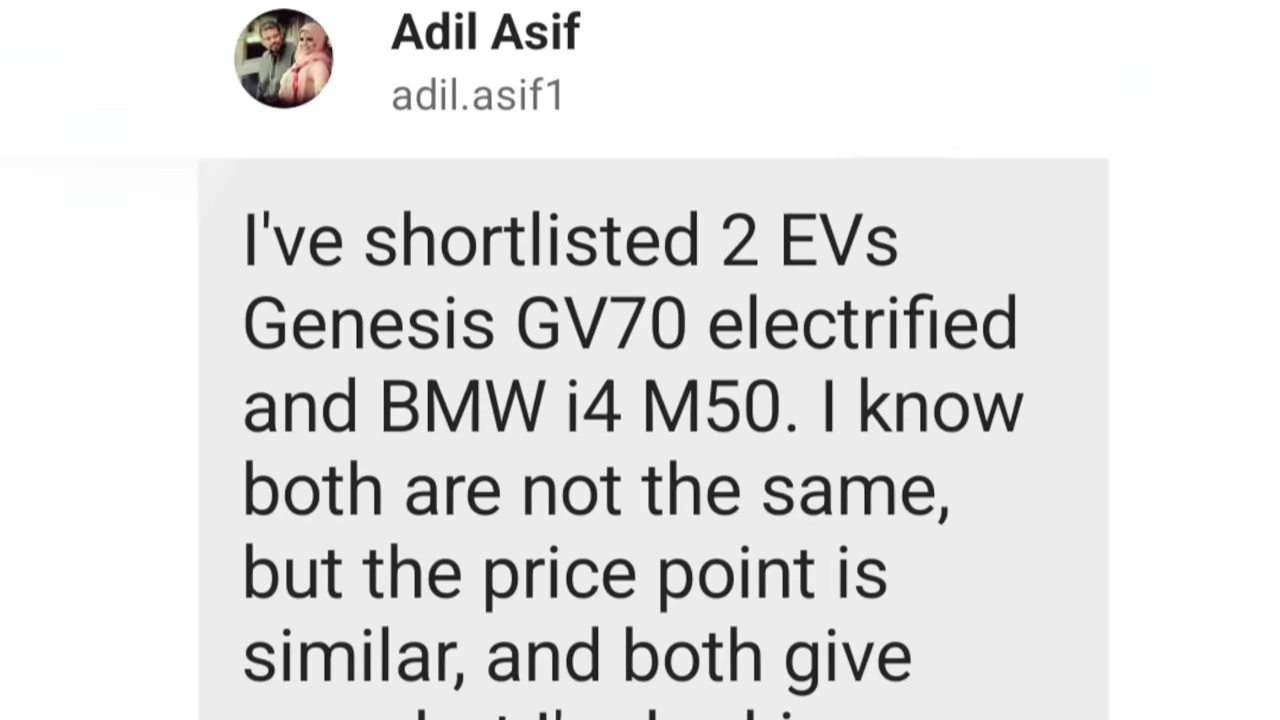 Adil Asif
adil.asif1
I've shortlisted 2 EVs
Genesis GV70 electrified
and BMW i4 M50. I know
both are not the same,
but the price point is
similar, and both give